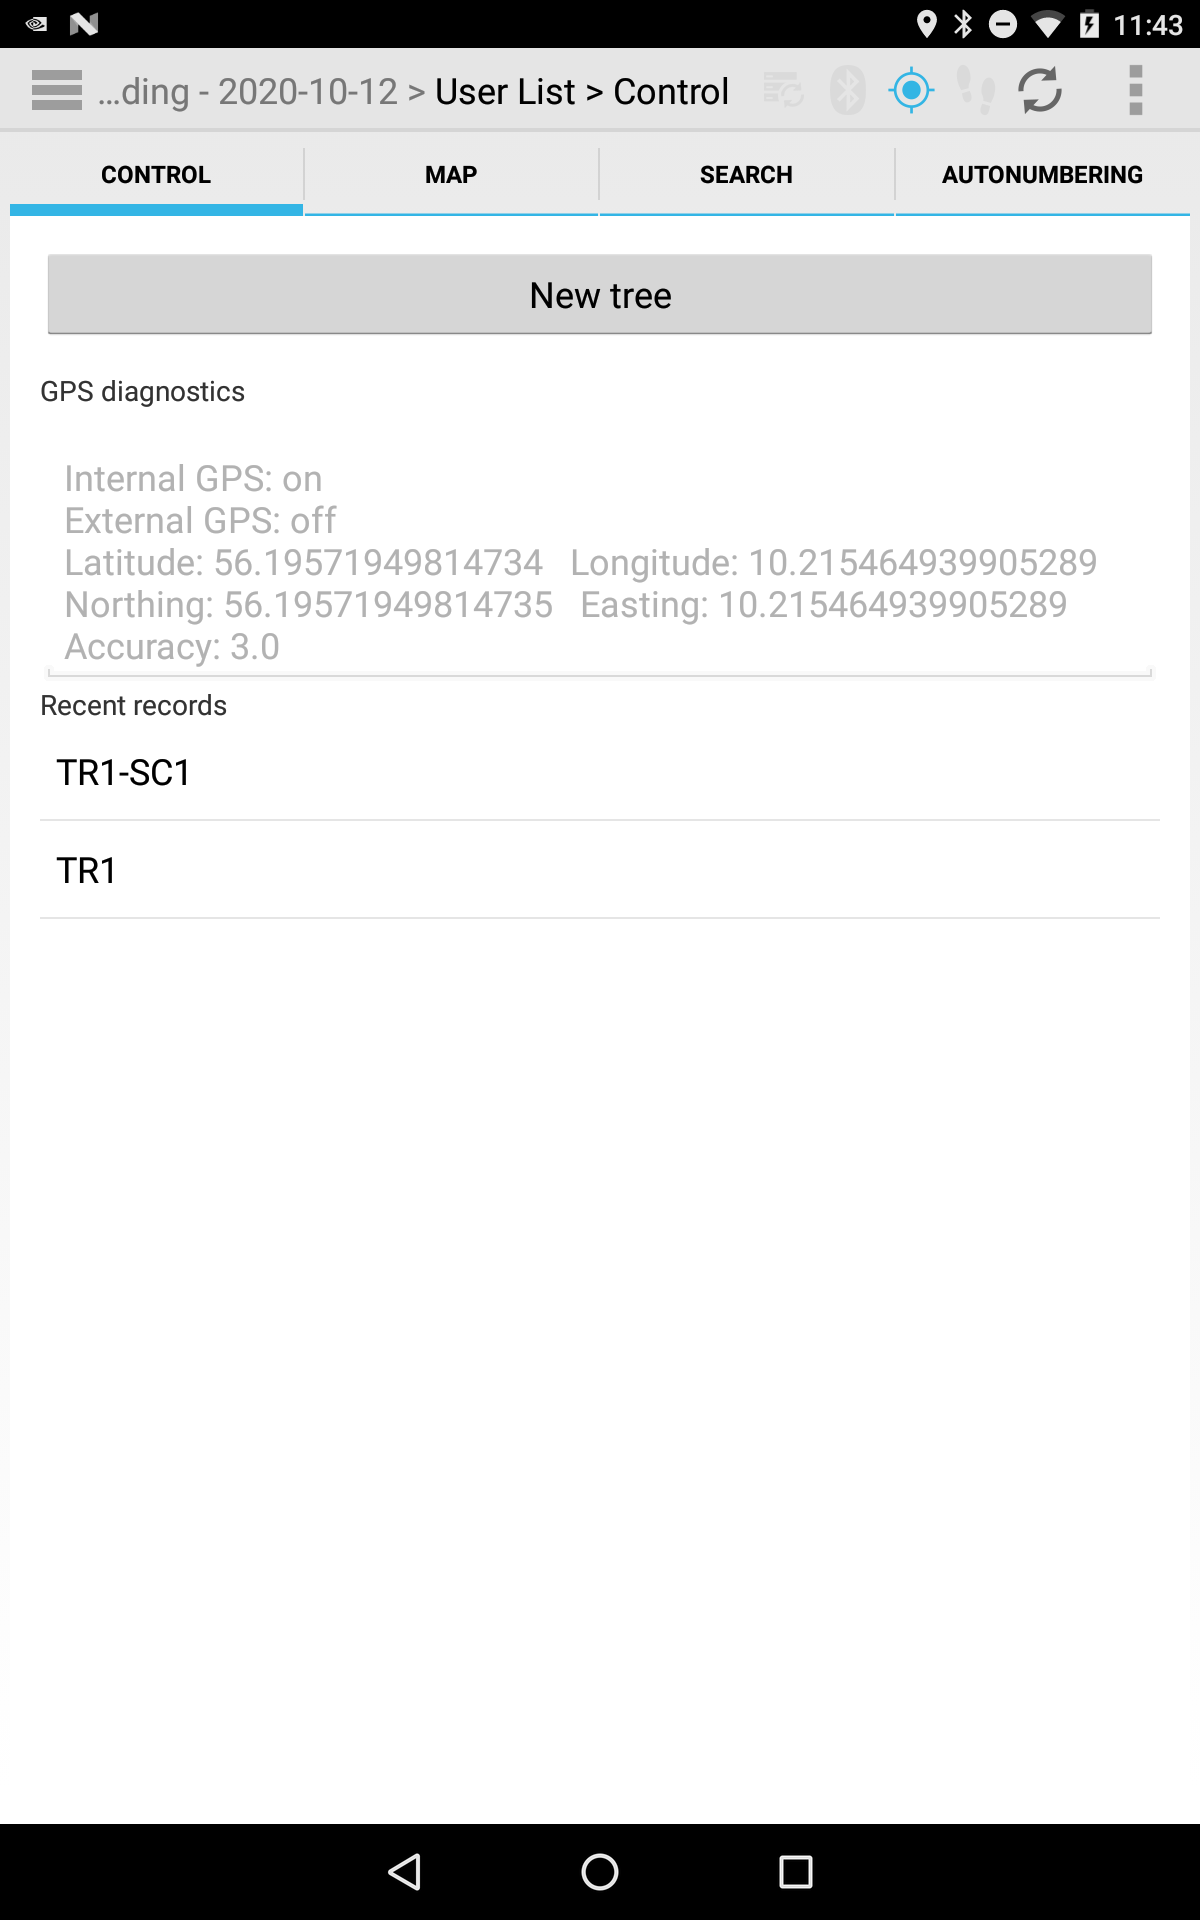 11:43
...ding - 2020-10-12 > User List > Control
CONTROL MAP SEARCH AUTONUMBERING
New tree
GPS diagnostics
Internal GPS: on
External GPS: off
Latitude: 56.19571949814734 Longitude: 10.215464939905289
Northing: 56.19571949814735 Easting: 10.215464939905289
Accuracy: 3.0
Recent records
TR1-SC1
TR1